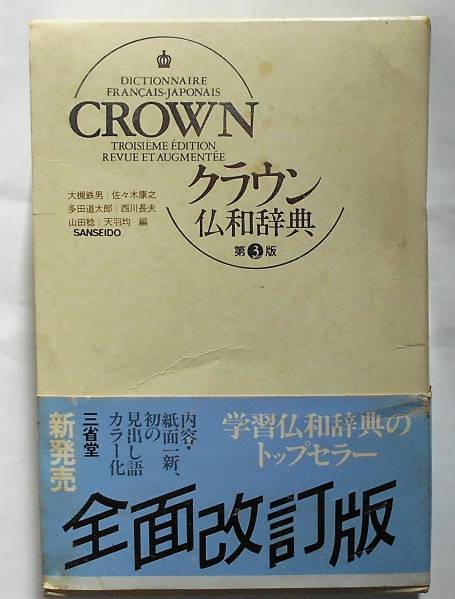 DICTIONNAIRE
FRANÇAIS-JAPONAIS
CROWN
TROISIÈME ÉDITION
REVUE ET AUGMENTÉE
クラウン
仏和辞典
第3版
大槻鉄男|佐々木康之
多田道太郎|西川長夫
山田稔|天羽均 編
SANSEIDO
学習仏和辞典の
トップセラー
内容・
紙面一新、
初の
見出し語
カラー化
三省堂
新発売
全面改訂版